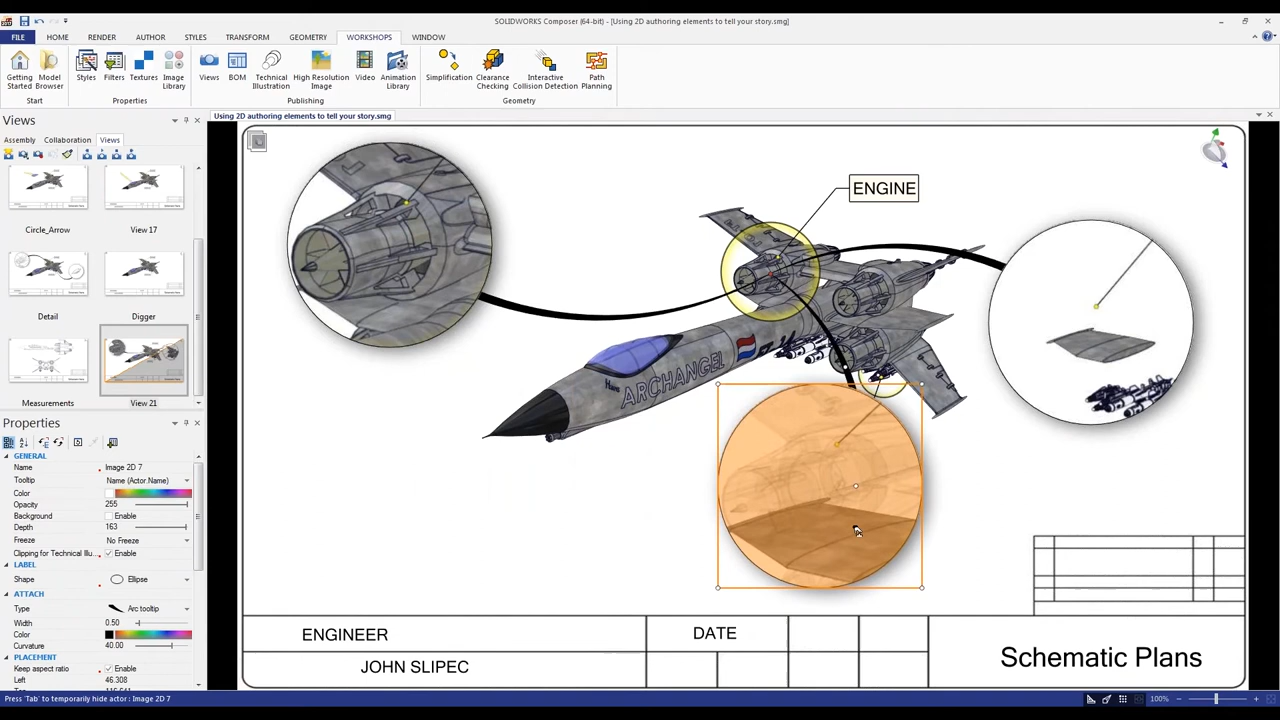 SOLIDWORKS Composer (64-bit) - [Using 2D authoring elements to tell your story.smg]
FILE HOME RENDER AUTHOR STYLES TRANSFORM GEOMETRY WORKSHOPS WINDOW
Getting Started
Model Browser
Styles
Filters
Textures
Image Library
Views
BOM
Technical Illustration
High Resolution Image
Video
Animation Library
Simplification
Clearance Checking
Interactive Collision Detection
Path Planning
Start
Properties
Publishing
Geometry
Views
Using 2D authoring elements to tell your story.smg
Assembly Collaboration Views
Circle_Arrow View 17
Detail Digger
Measurements View 21
Properties
GENERAL
Name Image 2D 7
Tooltip Name (Actor.Name)
Color
Opacity 255
Background Enable
Depth 163
Freeze No Freeze
Clipping for Technical Illu... Enable
LABEL
Shape Ellipse
ATTACH
Type Arc tooltip
Width 0.50
Color
Curvature 40.00
PLACEMENT
Keep aspect ratio Enable
Left 46.308
ENGINE
ARCHANGEL
ENGINEER
DATE
JOHN SLIPEC
Schematic Plans
Press 'Tab' to temporarily hide actor : Image 2D 7
100%